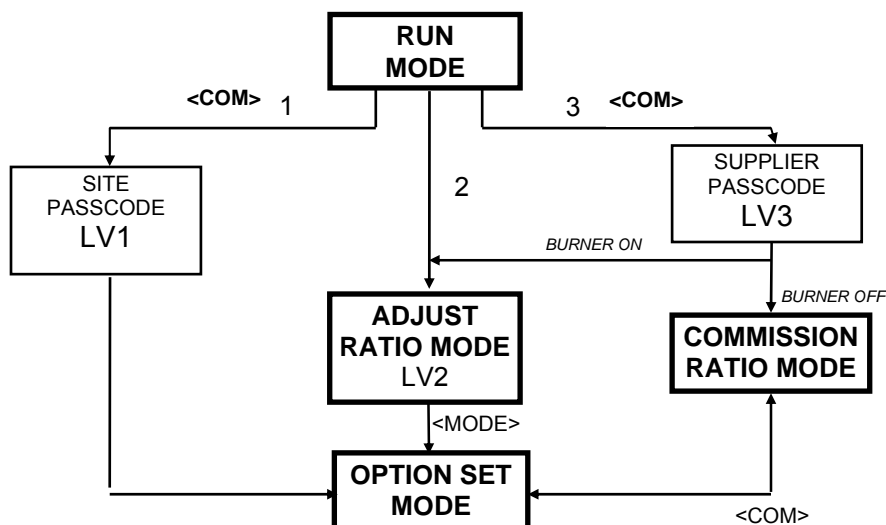 RUN
MODE
<COM> 1
3 <COM>
SITE
PASSCODE
LV1
2
SUPPLIER
PASSCODE
LV3
BURNER ON
BURNER OFF
ADJUST
RATIO MODE
LV2
COMMISSION
RATIO MODE
<MODE>
OPTION SET
MODE
<COM>